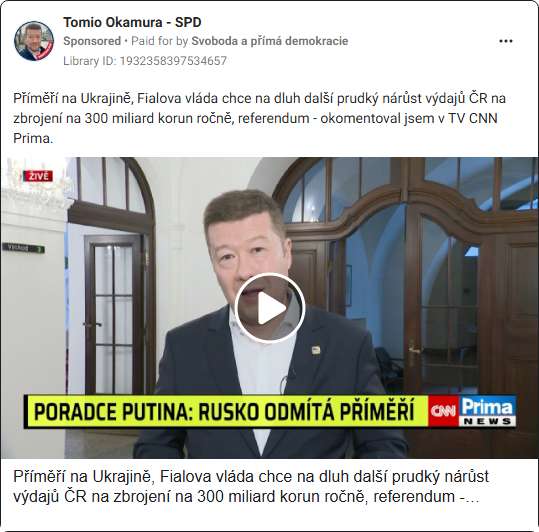 Tomio Okamura - SPD
Sponsored • Paid for by Svoboda a přímá demokracie
Library ID: 1932358397534657
Příměří na Ukrajině, Fialova vláda chce na dluh další prudký nárůst výdajů ČR na
zbrojení na 300 miliard korun ročně, referendum - okomentoval jsem v TV CNN
Prima.
ŽIVĚ
PORADCE PUTINA: RUSKO ODMÍTÁ PŘÍMĚŘÍ
CNN Prima
NEWS
Příměří na Ukrajině, Fialova vláda chce na dluh další prudký nárůst
výdajů ČR na zbrojení na 300 miliard korun ročně, referendum -...